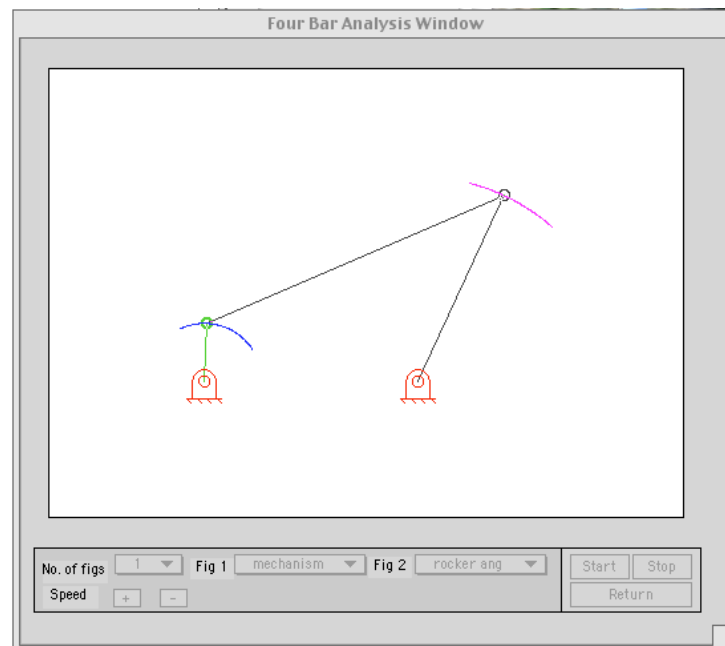 Four Bar Analysis Window
No. of figs 1 Fig 1 mechanism Fig 2 rocker ang Start Stop
Speed + - Return